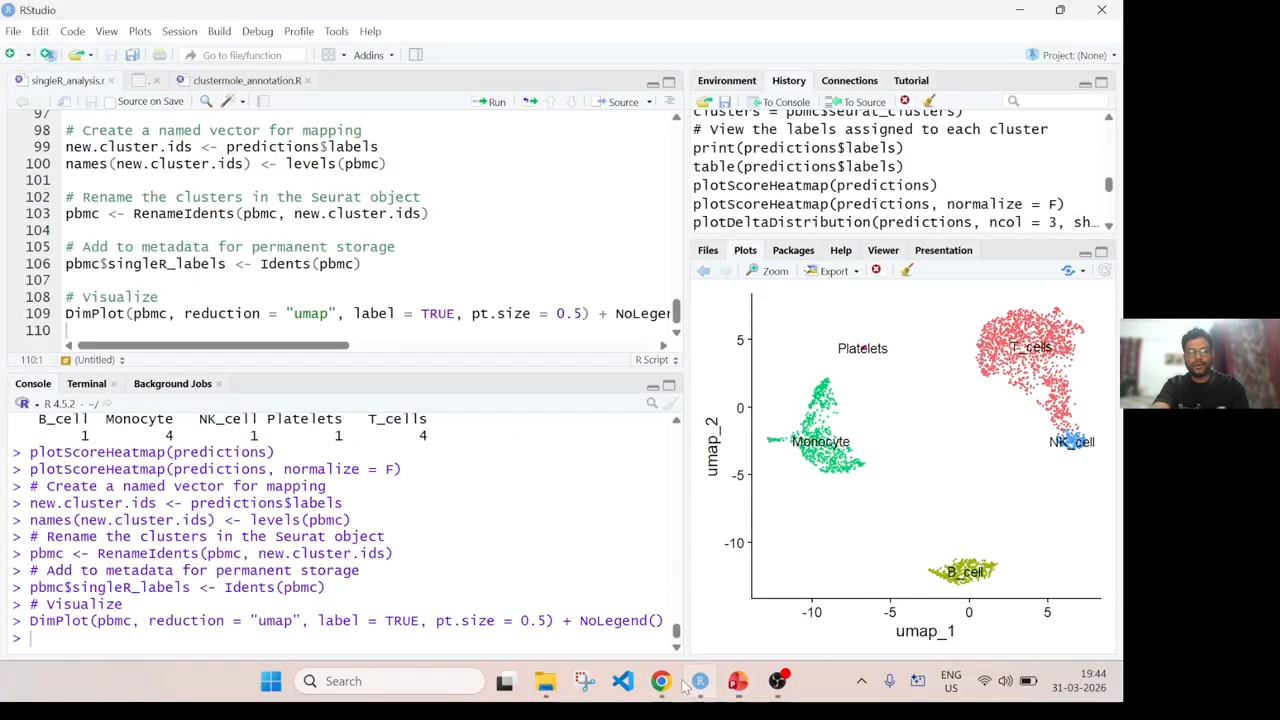 RStudio
File Edit Code View Plots Session Build Debug Profile Tools Help
Go to file/function Addins Project: (None)
singleR_analysis.r clustermole_annotation.R
Source on Save Run Source
97
98 # Create a named vector for mapping
99 new.cluster.ids <- predictions$labels
100 names(new.cluster.ids) <- levels(pbmc)
101
102 # Rename the clusters in the Seurat object
103 pbmc <- RenameIdents(pbmc, new.cluster.ids)
104
105 # Add to metadata for permanent storage
106 pbmc$singleR_labels <- Idents(pbmc)
107
108 # Visualize
109 DimPlot(pbmc, reduction = "umap", label = TRUE, pt.size = 0.5) + NoLegen
110
110:1 (Untitled) R Script
Console Terminal Background Jobs
R 4.5.2 · ~/
B_cell Monocyte NK_cell Platelets T_cells
1 4 1 1 4
> plotScoreHeatmap(predictions)
> plotScoreHeatmap(predictions, normalize = F)
> # Create a named vector for mapping
> new.cluster.ids <- predictions$labels
> names(new.cluster.ids) <- levels(pbmc)
> # Rename the clusters in the Seurat object
> pbmc <- RenameIdents(pbmc, new.cluster.ids)
> # Add to metadata for permanent storage
> pbmc$singleR_labels <- Idents(pbmc)
> # Visualize
> DimPlot(pbmc, reduction = "umap", label = TRUE, pt.size = 0.5) + NoLegend()
>
Environment History Connections Tutorial
To Console To Source
clusters = pbmc$seurat_clusters)
# View the labels assigned to each cluster
print(predictions$labels)
table(predictions$labels)
plotScoreHeatmap(predictions)
plotScoreHeatmap(predictions, normalize = F)
plotDeltaDistribution(predictions, ncol = 3, sh…
Files Plots Packages Help Viewer Presentation
Zoom Export
5
0
-5
-10
umap_2
Platelets
T_cells
Monocyte
NK_cell
B_cell
-10 -5 0 5
umap_1
Search
ENG
US
19:44
31-03-2026